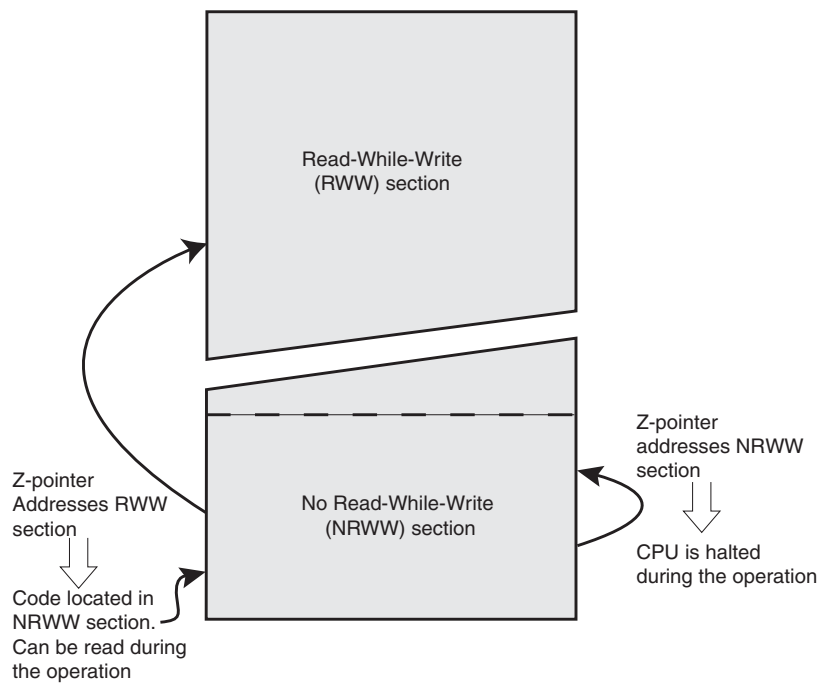 Read-While-Write
(RWW) section
Z-pointer
Addresses RWW
section
Code located in
NRWW section.
Can be read during
the operation
No Read-While-Write
(NRWW) section
Z-pointer
addresses NRWW
section
CPU is halted
during the operation